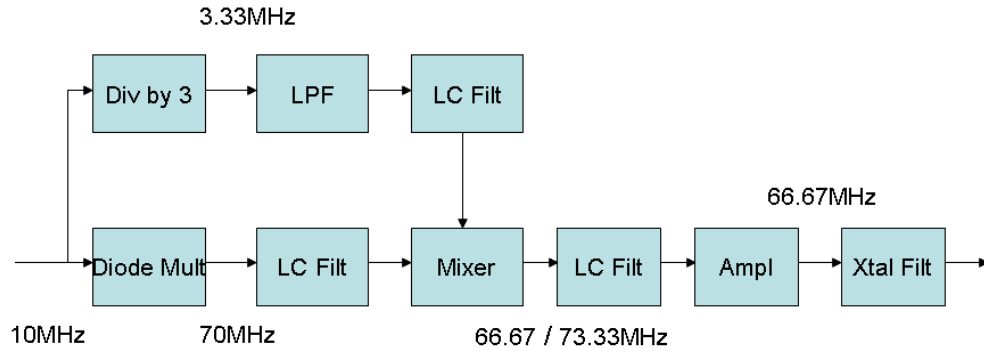 3.33MHz
Div by 3
LPF
LC Filt
66.67MHz
Diode Mult
LC Filt
Mixer
LC Filt
Ampl
Xtal Filt
10MHz
70MHz
66.67 / 73.33MHz